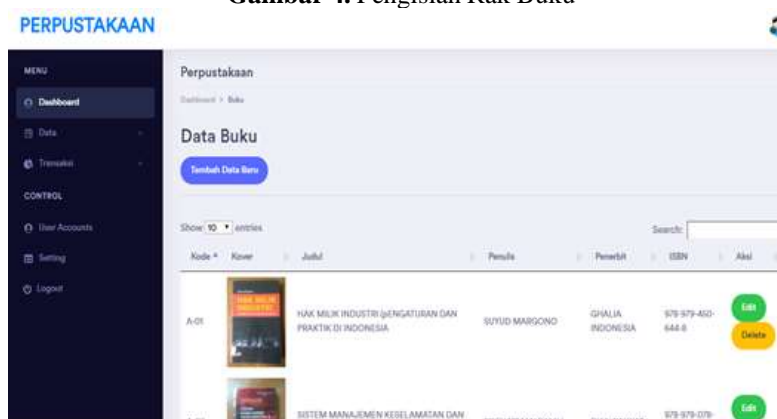 Gambar 4. Pengisian Rak Buku
PERPUSTAKAAN
MENU
Dashboard
Data
Transaksi
CONTROL
User Accounts
Setting
Logout
Perpustakaan
Dashboard > Buku
Data Buku
Tambah Data Baru
Show 10 entries
Search:
Kode Kover Judul Penulis Penerbit ISBN Aksi
A-01
HAK MILIK INDUSTRI (pENGATURAN DAN
PRAKTIK DI INDONESIA
SUYUD MARGONO
GHALIA
INDONESIA
978-979-450-
644-8
Edit
Delete
SISTEM MANAJEMEN KESELAMATAN DAN
978-979-078-
Edit